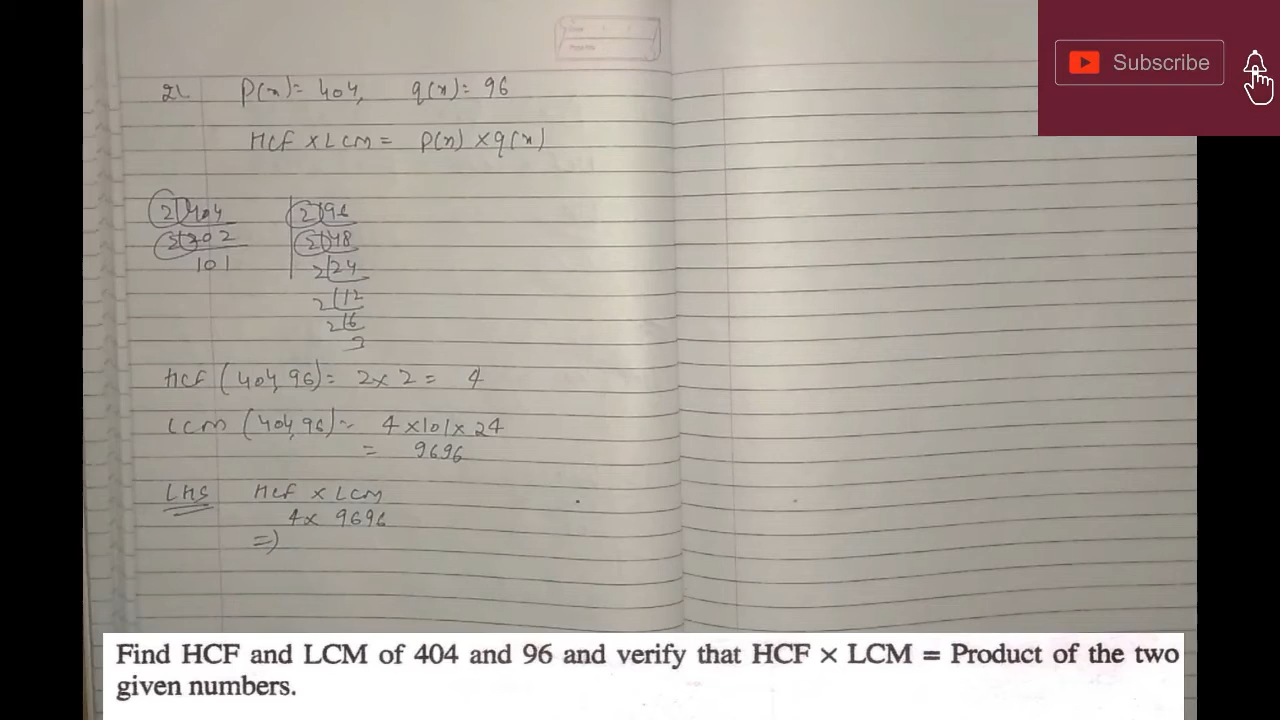 Subscribe
21. P(x) = 404, q(x) = 96
HCF × LCM = P(x) × q(x)
2 | 404
2 | 202
101
2 | 96
2 | 48
2 | 24
2 | 12
2 | 6
3
HCF (404, 96) = 2 × 2 = 4
LCM (404, 96) = 4 × 101 × 24
= 9696
LHS HCF × LCM
4 × 9696
=>
Find HCF and LCM of 404 and 96 and verify that HCF × LCM = Product of the two
given numbers.